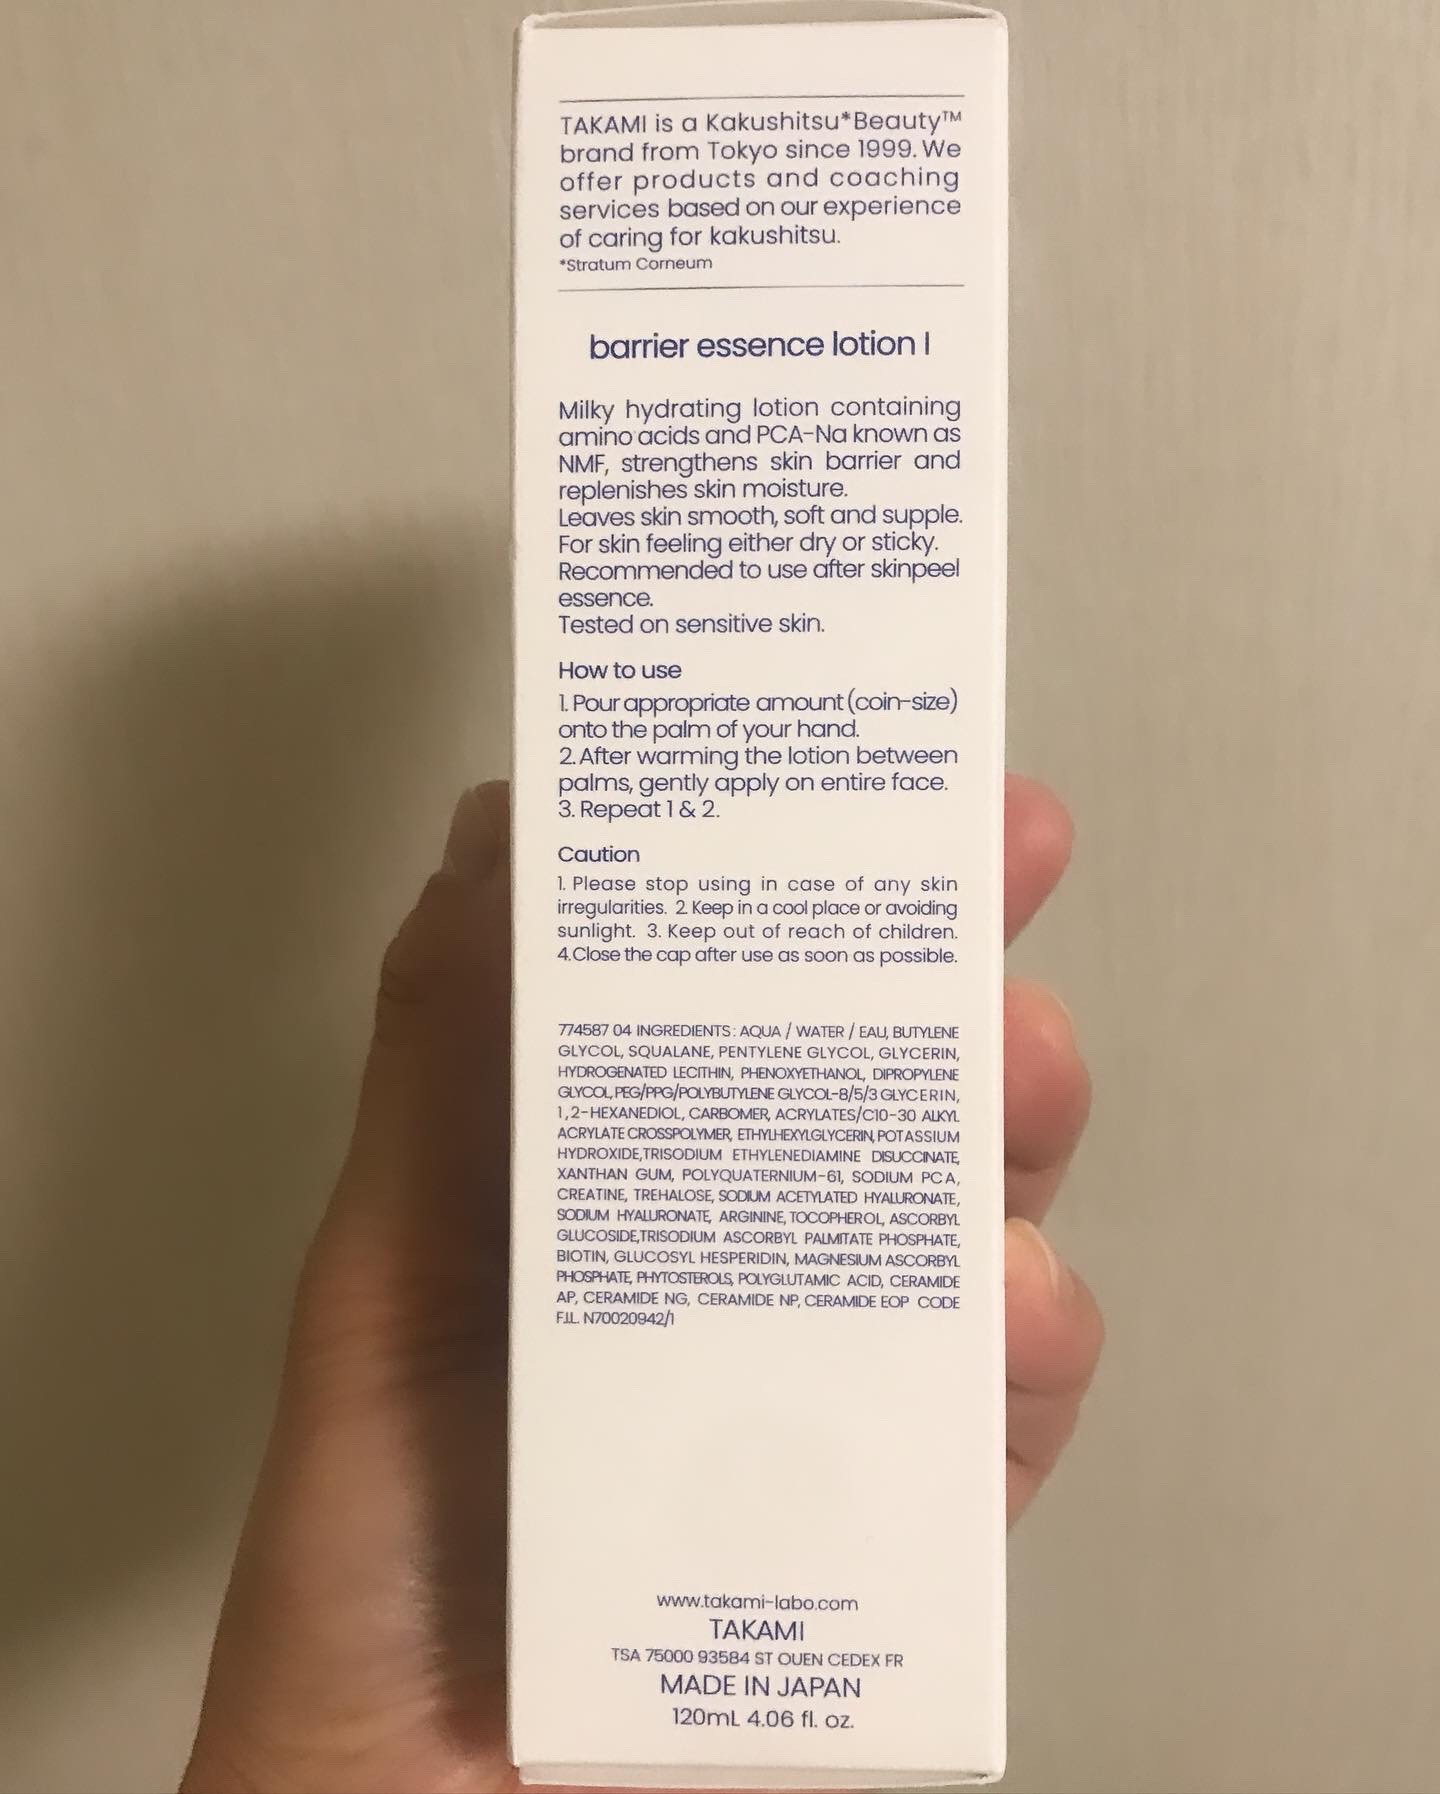 TAKAMI is a Kakushitsu*Beauty™
brand from Tokyo since 1999. We
offer products and coaching
services based on our experience
of caring for kakushitsu.
*Stratum Corneum
barrier essence lotion I
Milky hydrating lotion containing
amino acids and PCA-Na known as
NMF, strengthens skin barrier and
replenishes skin moisture.
Leaves skin smooth, soft and supple.
For skin feeling either dry or sticky.
Recommended to use after skinpeel
essence.
Tested on sensitive skin.
How to use
1. Pour appropriate amount (coin-size)
onto the palm of your hand.
2. After warming the lotion between
palms, gently apply on entire face.
3. Repeat 1 & 2.
Caution
1. Please stop using in case of any skin
irregularities. 2. Keep in a cool place or avoiding
sunlight. 3. Keep out of reach of children.
4. Close the cap after use as soon as possible.
774587 04 INGREDIENTS: AQUA / WATER / EAU, BUTYLENE
GLYCOL, SQUALANE, PENTYLENE GLYCOL, GLYCERIN,
HYDROGENATED LECITHIN, PHENOXYETHANOL, DIPROPYLENE
GLYCOL, PEG/PPG/POLYBUTYLENE GLYCOL-8/5/3 GLYCERIN,
1,2-HEXANEDIOL, CARBOMER, ACRYLATES/C10-30 ALKYL
ACRYLATE CROSSPOLYMER, ETHYLHEXYLGLYCERIN, POTASSIUM
HYDROXIDE, TRISODIUM ETHYLENEDIAMINE DISUCCINATE,
XANTHAN GUM, POLYQUATERNIUM-61, SODIUM PCA,
CREATINE, TREHALOSE, SODIUM ACETYLATED HYALURONATE,
SODIUM HYALURONATE, ARGININE, TOCOPHEROL, ASCORBYL
GLUCOSIDE, TRISODIUM ASCORBYL PALMITATE PHOSPHATE,
BIOTIN, GLUCOSYL HESPERIDIN, MAGNESIUM ASCORBYL
PHOSPHATE, PHYTOSTEROLS, POLYGLUTAMIC ACID, CERAMIDE
AP, CERAMIDE NG, CERAMIDE NP, CERAMIDE EOP CODE
F.I.L. N70020942/1
www.takami-labo.com
TAKAMI
TSA 75000 93584 ST OUEN CEDEX FR
MADE IN JAPAN
120mL 4.06 fl. oz.